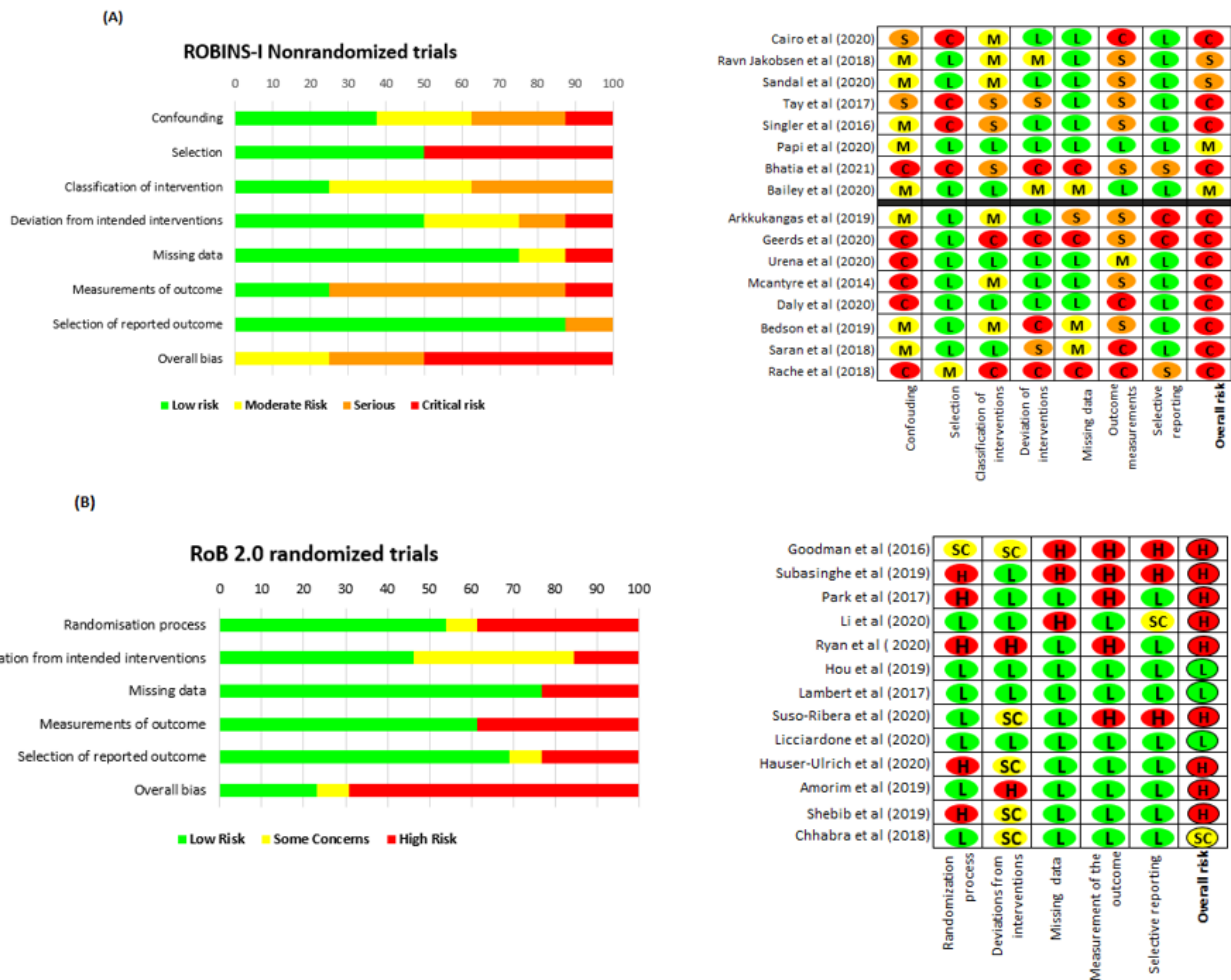 (A)
ROBINS-I Nonrandomized trials
0 10 20 30 40 50 60 70 80 90 100
Confounding
Selection
Classification of intervention
Deviation from intended interventions
Missing data
Measurements of outcome
Selection of reported outcome
Overall bias
Low risk Moderate Risk Serious Critical risk
Cairo et al (2020) S C M L L C L C
Ravn Jakobsen et al (2018) M L M M L S L S
Sandal et al (2020) M L M L L S L S
Tay et al (2017) S C S S L S L C
Singler et al (2016) M C S L L S L C
Papi et al (2020) M L L L L L L M
Bhatia et al (2021) C C S C C S S C
Bailey et al (2020) M L L M M L L M
Arkkukangas et al (2019) M L M L S S C C
Geerds et al (2020) C L C C C S C C
Urena et al (2020) C L L L L M L C
Mcantyre et al (2014) C L M L L S L C
Daly et al (2020) C L L L L C L C
Bedson et al (2019) M L M C M S L C
Saran et al (2018) M L L S M C L C
Rache et al (2018) C M C C C C S C
Confouding
Selection
Classification of
interventions
Deviation of
interventions
Missing data
Outcome
measurements
Selective
reporting
Overall risk
(B)
RoB 2.0 randomized trials
0 10 20 30 40 50 60 70 80 90 100
Randomisation process
ation from intended interventions
Missing data
Measurements of outcome
Selection of reported outcome
Overall bias
Low Risk Some Concerns High Risk
Goodman et al (2016) SC SC H H H H
Subasinghe et al (2019) H L H H H H
Park et al (2017) H L L H L H
Li et al (2020) L L H L SC H
Ryan et al ( 2020) H H L H L H
Hou et al (2019) L L L L L L
Lambert et al (2017) L L L L L L
Suso-Ribera et al (2020) L SC L H H H
Licciardone et al (2020) L L L L L L
Hauser-Ulrich et al (2020) H SC L L L H
Amorim et al (2019) L H L L L H
Shebib et al (2019) H SC L L L H
Chhabra et al (2018) L SC L L L SC
Randomization
process
Deviations from
interventions
Missing data
Measurement of the
outcome
Selective reporting
Overall risk